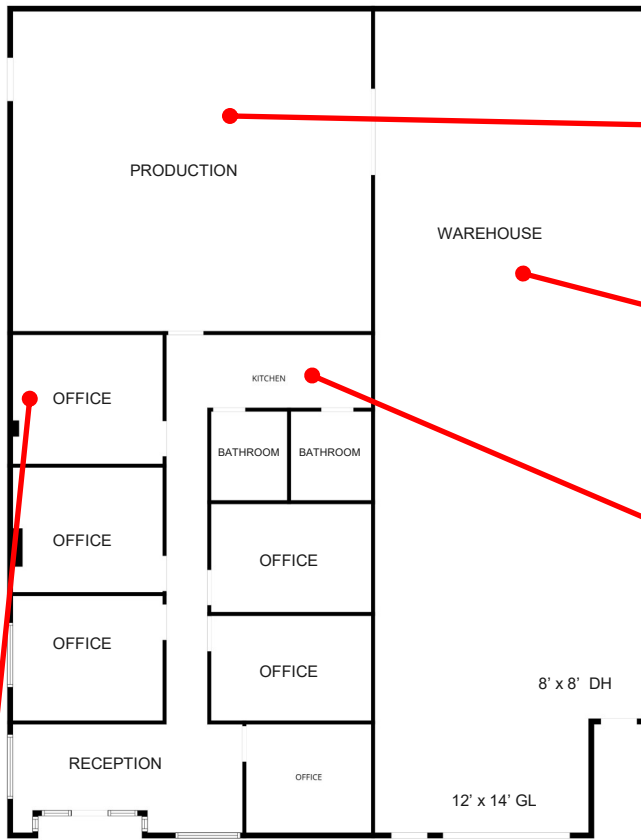 PRODUCTION
WAREHOUSE
KITCHEN
OFFICE
BATHROOM
BATHROOM
OFFICE
OFFICE
OFFICE
OFFICE
8’ x 8’ DH
RECEPTION
OFFICE
12’ x 14’ GL